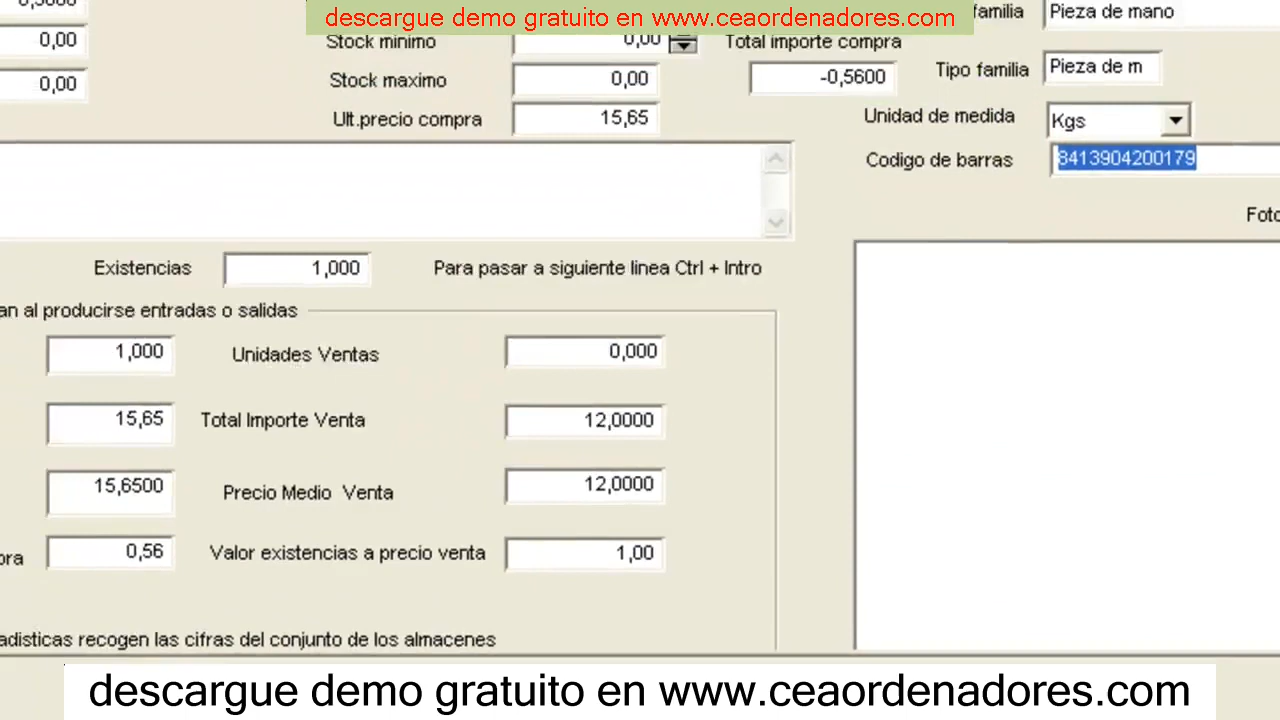 descargue demo gratuito en www.ceaordenadores.com
familia Pieza de mano
0,00 Stock minimo 0,00 Total importe compra
0,00 Stock maximo 0,00 -0,5600 Tipo familia Pieza de m
Ult.precio compra 15,65 Unidad de medida Kgs
Codigo de barras 8413904200179
Foto
Existencias 1,000 Para pasar a siguiente linea Ctrl + Intro
an al producirse entradas o salidas
1,000 Unidades Ventas 0,000
15,65 Total Importe Venta 12,0000
15,6500 Precio Medio Venta 12,0000
ora 0,56 Valor existencias a precio venta 1,00
adisticas recogen las cifras del conjunto de los almacenes
descargue demo gratuito en www.ceaordenadores.com